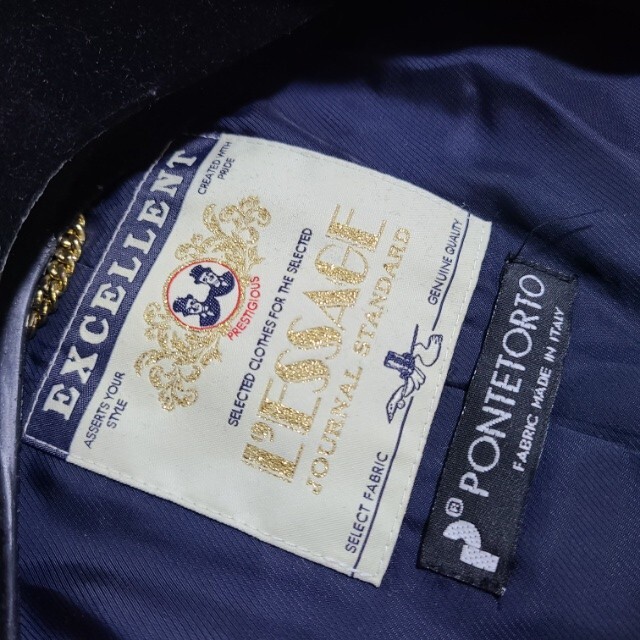 EXCELLENT
CREATED WITH
PRIDE
ASSERTS YOUR
STYLE
PRESTIGIOUS
SELECTED CLOTHES FOR THE SELECTED
L'ESSAGE
JOURNAL STANDARD
GENUINE QUALITY
SELECT FABRIC
R
PONTETORTO
FABRIC MADE IN ITALY